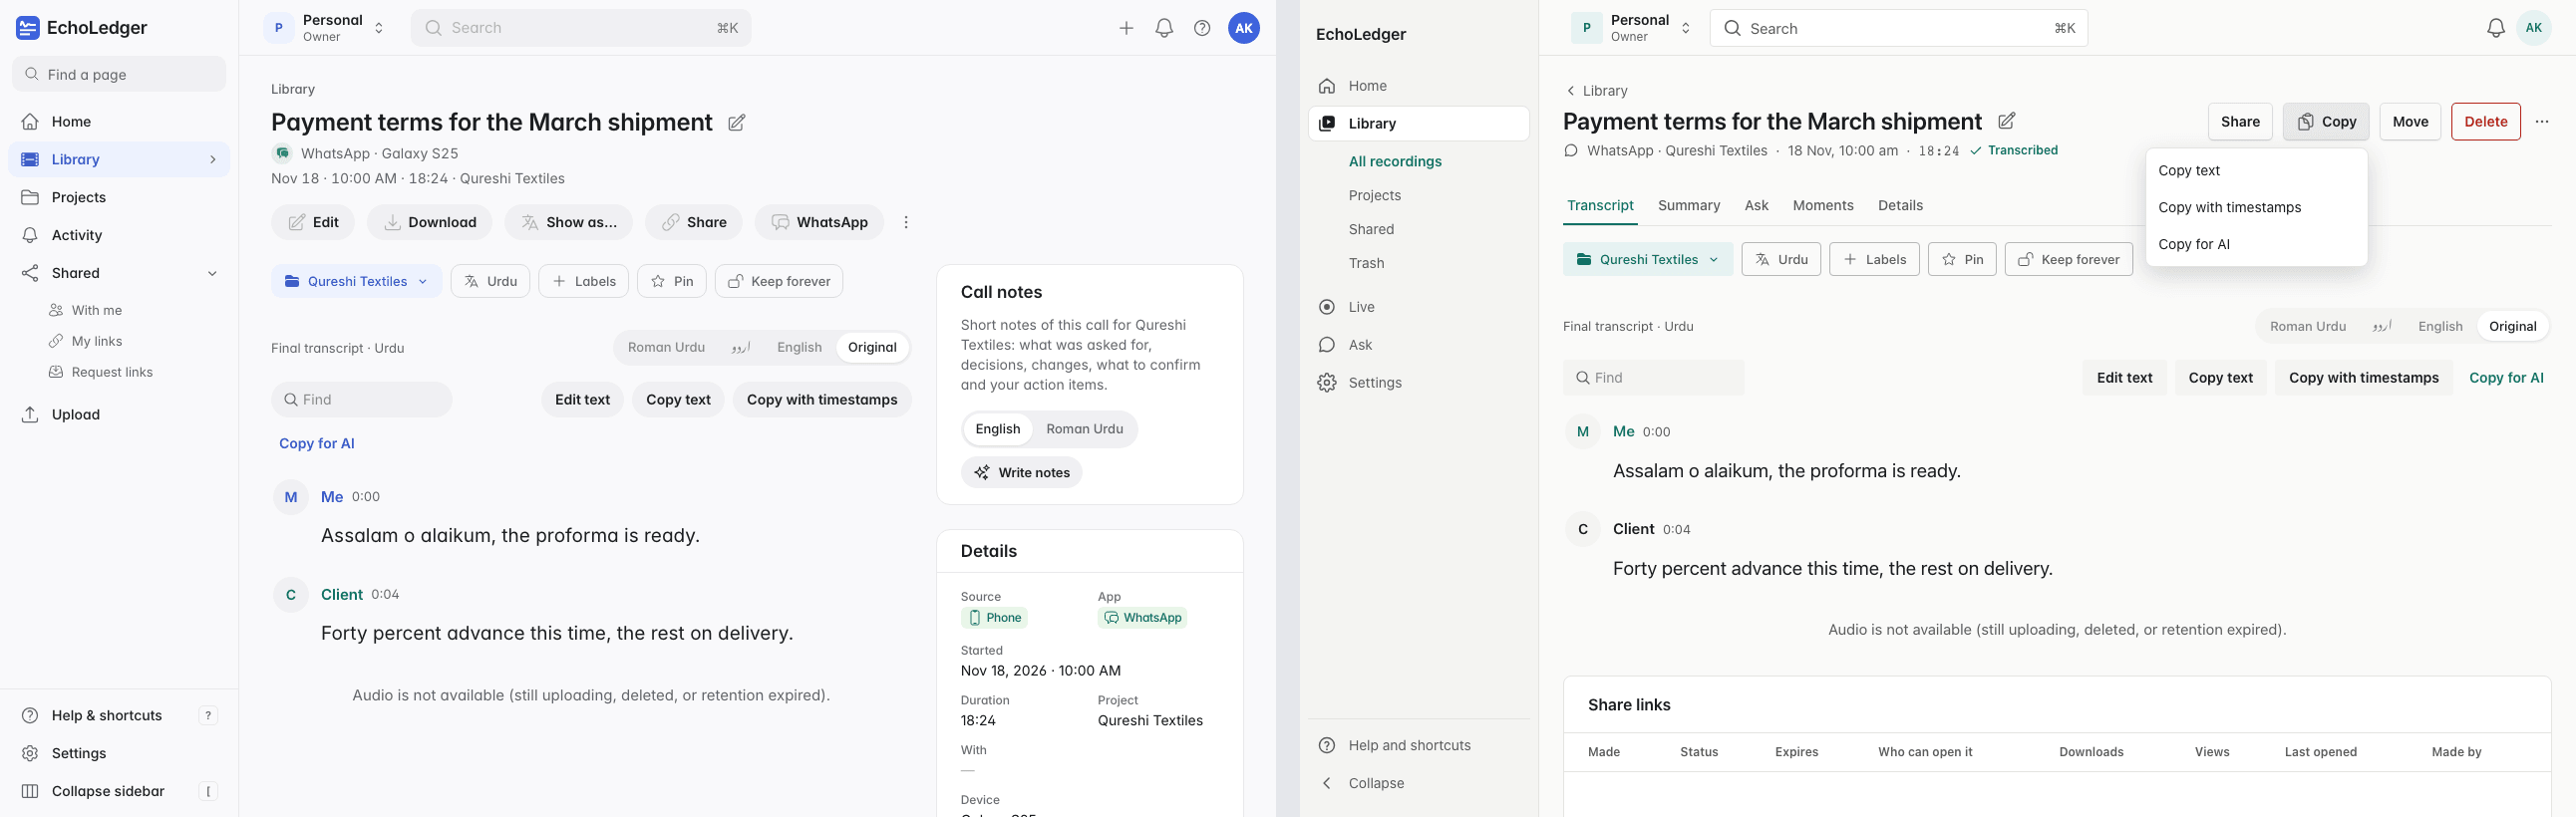 EchoLedger
Find a page
Home
Library
Projects
Activity
Shared
With me
My links
Request links
Upload
Help & shortcuts ?
Settings
Collapse sidebar [
P Personal
Owner
Search ⌘K
AK
Library
Payment terms for the March shipment
WhatsApp · Galaxy S25
Nov 18 · 10:00 AM · 18:24 · Qureshi Textiles
Edit Download Show as... Share WhatsApp
Qureshi Textiles Urdu Labels Pin Keep forever
Final transcript · Urdu
Roman Urdu اردو English Original
Find Edit text Copy text Copy with timestamps
Copy for AI
M Me 0:00
Assalam o alaikum, the proforma is ready.
C Client 0:04
Forty percent advance this time, the rest on delivery.
Audio is not available (still uploading, deleted, or retention expired).
Call notes
Short notes of this call for Qureshi
Textiles: what was asked for,
decisions, changes, what to confirm
and your action items.
English Roman Urdu
Write notes
Details
Source App
Phone WhatsApp
Started
Nov 18, 2026 · 10:00 AM
Duration Project
18:24 Qureshi Textiles
With
—
Device
EchoLedger
Home
Library
All recordings
Projects
Shared
Trash
Live
Ask
Settings
Help and shortcuts
Collapse
P Personal
Owner
Search ⌘K
AK
Library
Payment terms for the March shipment
Share Copy Move Delete
WhatsApp · Qureshi Textiles · 18 Nov, 10:00 am · 18:24 Transcribed
Copy text
Copy with timestamps
Copy for AI
Transcript Summary Ask Moments Details
Qureshi Textiles Urdu Labels Pin Keep forever
Final transcript · Urdu
Roman Urdu اردو English Original
Find Edit text Copy text Copy with timestamps Copy for AI
M Me 0:00
Assalam o alaikum, the proforma is ready.
C Client 0:04
Forty percent advance this time, the rest on delivery.
Audio is not available (still uploading, deleted, or retention expired).
Share links
Made Status Expires Who can open it Downloads Views Last opened Made by